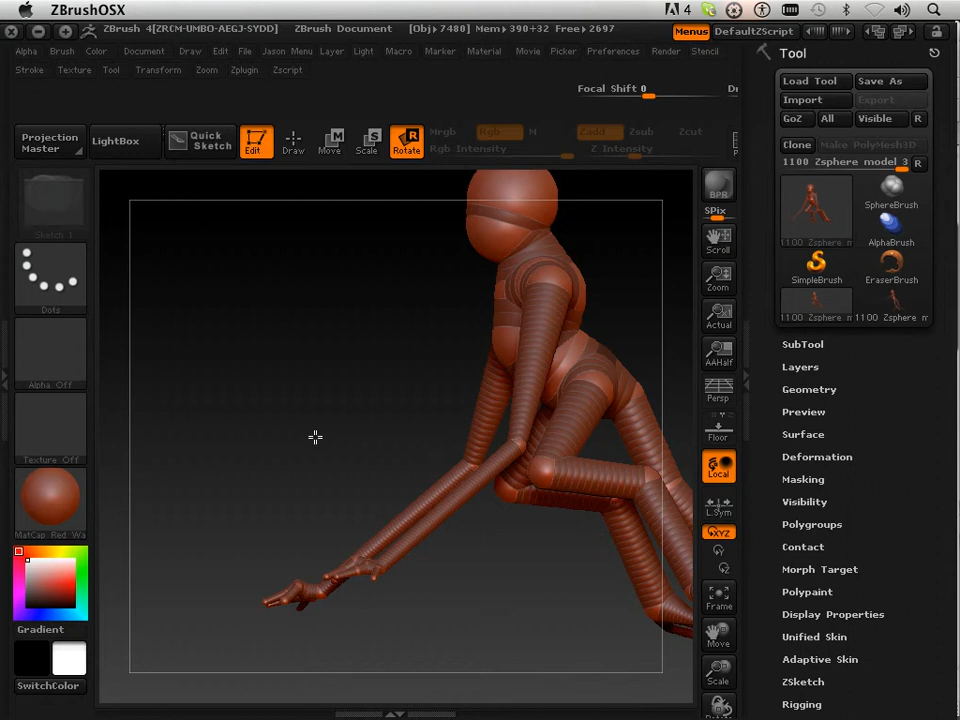 ZBrushOSX
4
ZBrush 4[ZRCM-UMBO-AEGJ-SYDD] ZBrush Document [Obj▸7480] Mem▸390+32 Free▸2697 Menus DefaultZScript
Alpha Brush Color Document Draw Edit File Jason Menu Layer Light Macro Marker Material Movie Picker Preferences Render Stencil
Stroke Texture Tool Transform Zoom Zplugin Zscript
Focal Shift 0
Projection Master
LightBox
Quick Sketch
Edit
Draw
Move
Scale
Rotate
Mrgb Rgb M Zadd Zsub Zcut
Rgb Intensity Z Intensity
Sketch 1
Dots
Alpha Off
Texture Off
MatCap Red Wa
Gradient
SwitchColor
BPR
SPix
Scroll
Zoom
Actual
AAHalf
Persp
Floor
Local
L.Sym
XYZ
Frame
Move
Scale
Tool
Load Tool Save As
Import Export
GoZ All Visible R
Clone Make PolyMesh3D
1100 Zsphere model 3 R
SphereBrush
1100 Zsphere m AlphaBrush
SimpleBrush EraserBrush
1100 Zsphere m 1100 Zsphere m
SubTool
Layers
Geometry
Preview
Surface
Deformation
Masking
Visibility
Polygroups
Contact
Morph Target
Polypaint
Display Properties
Unified Skin
Adaptive Skin
ZSketch
Rigging